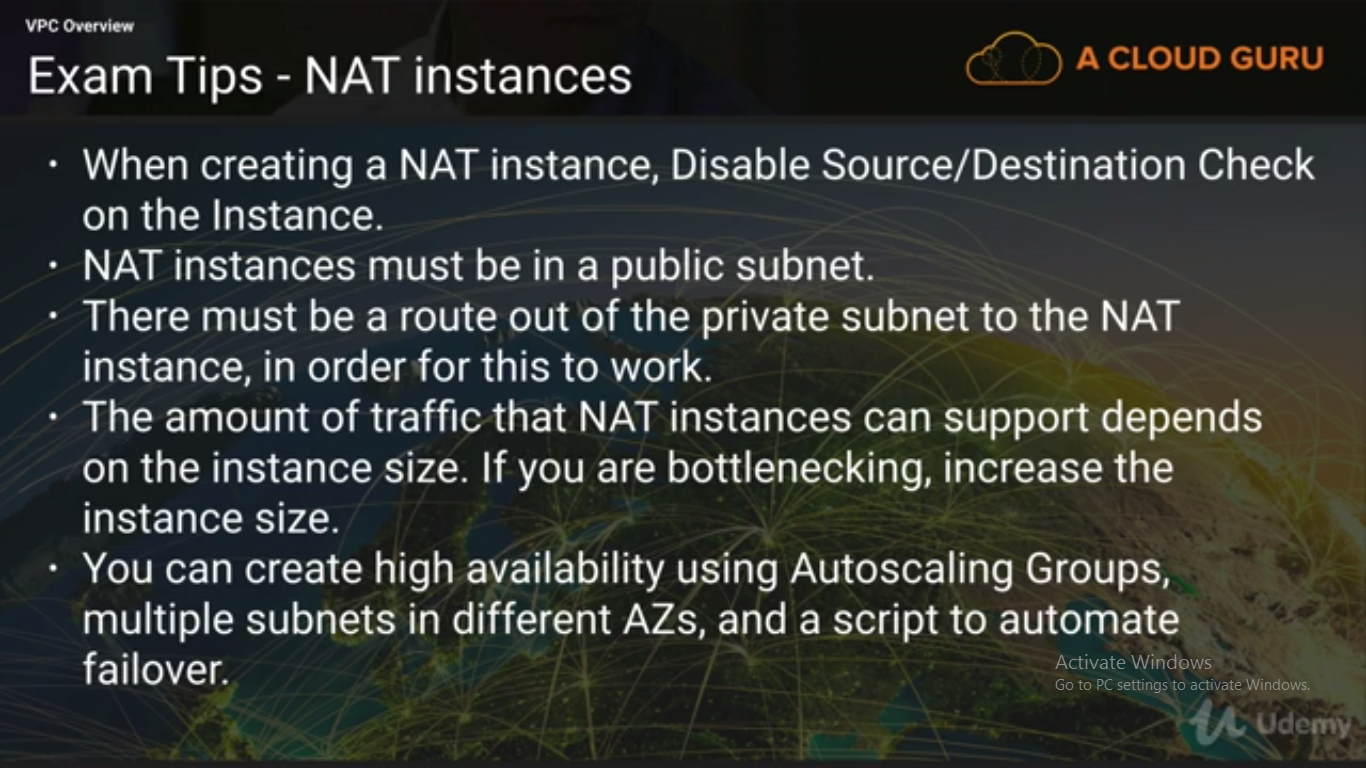 VPC Overview
Exam Tips - NAT instances
A CLOUD GURU
• When creating a NAT instance, Disable Source/Destination Check
on the Instance.
• NAT instances must be in a public subnet.
• There must be a route out of the private subnet to the NAT
instance, in order for this to work.
• The amount of traffic that NAT instances can support depends
on the instance size. If you are bottlenecking, increase the
instance size.
• You can create high availability using Autoscaling Groups,
multiple subnets in different AZs, and a script to automate
failover.
Activate Windows
Go to PC settings to activate Windows.
Udemy